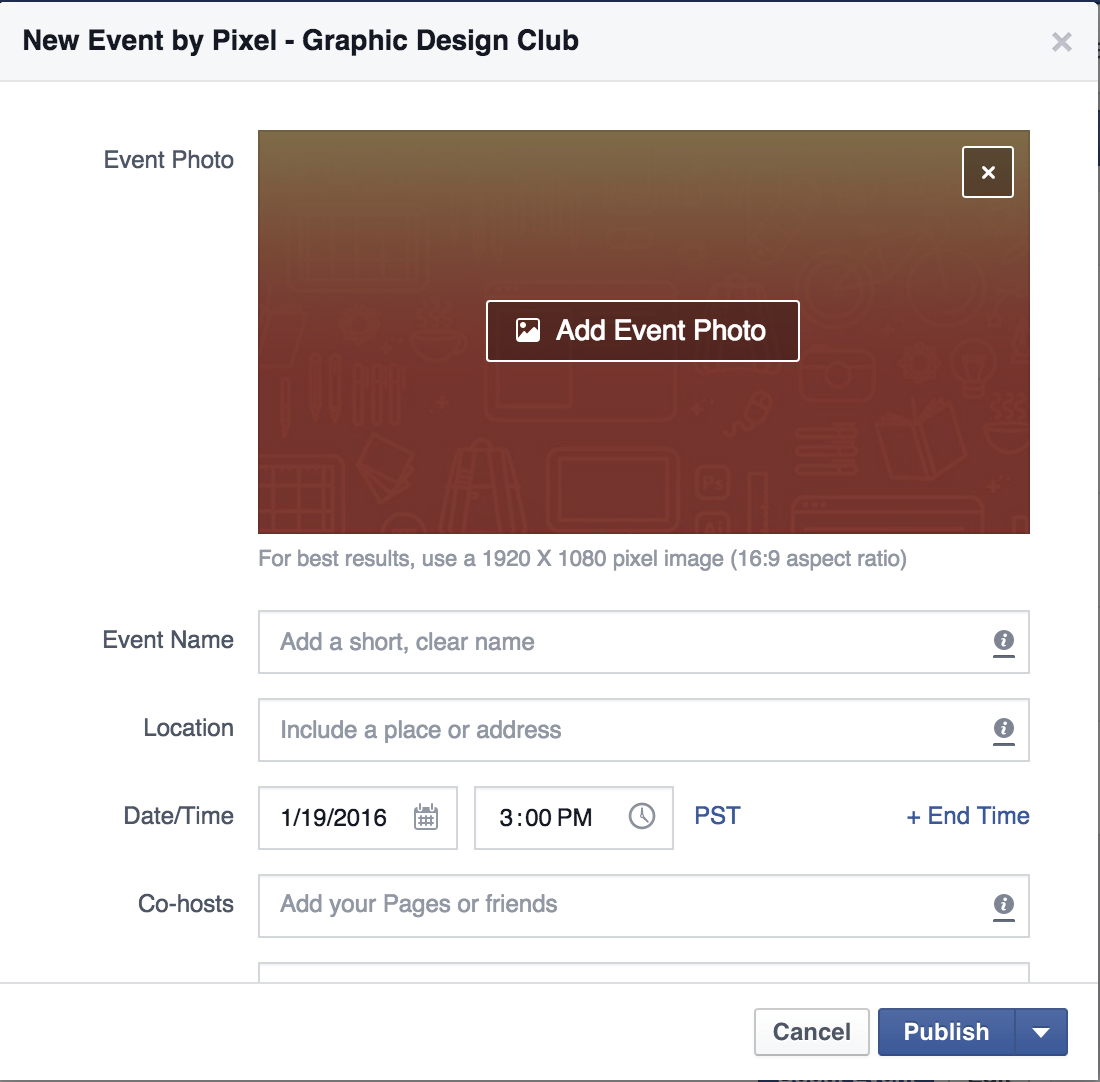 New Event by Pixel - Graphic Design Club
Event Photo
Add Event Photo
Ps
For best results, use a 1920 X 1080 pixel image (16:9 aspect ratio)
Event Name
Add a short, clear name
Location
Include a place or address
Date/Time
1/19/2016
3:00 PM
PST
+ End Time
Co-hosts
Add your Pages or friends
Cancel
Publish